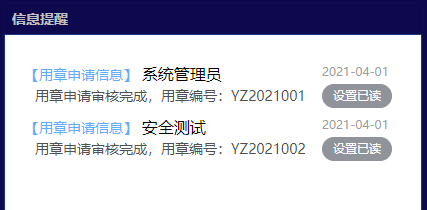 信息提醒
【用章申请信息】 系统管理员 2021-04-01
用章申请审核完成，用章编号：YZ2021001 设置已读
【用章申请信息】 安全测试 2021-04-01
用章申请审核完成，用章编号：YZ2021002 设置已读